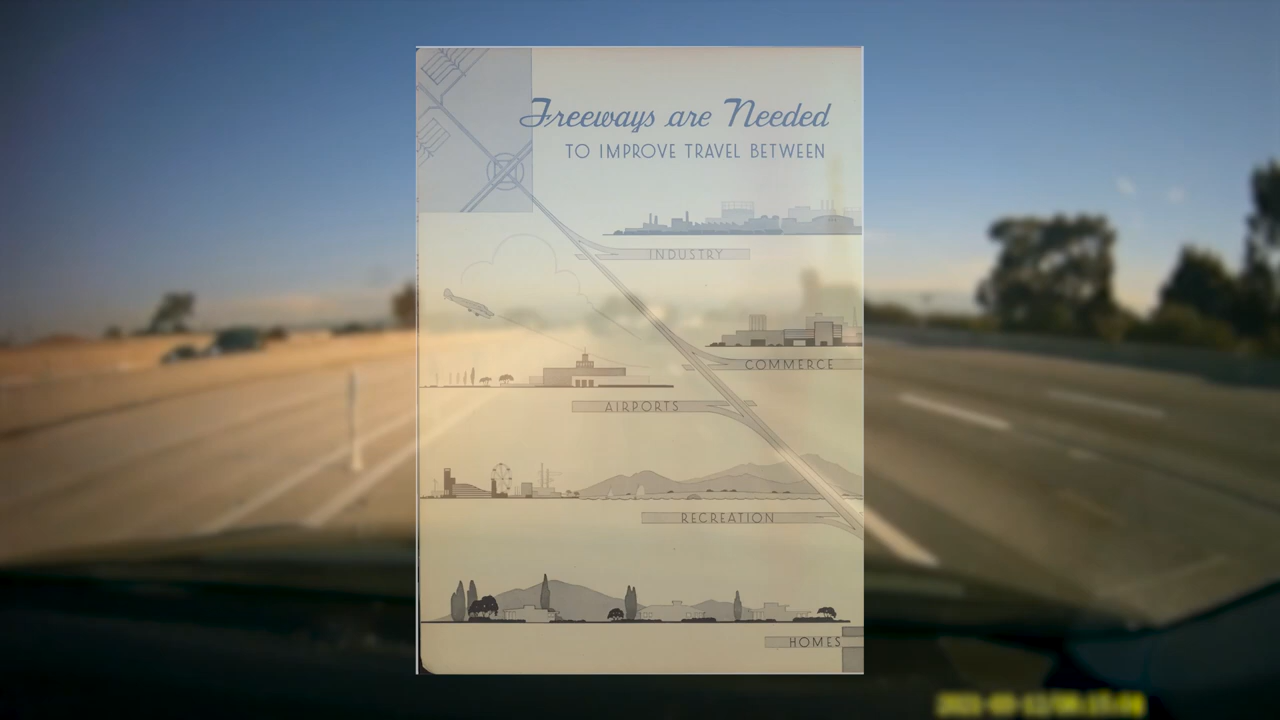 Freeways are Needed
TO IMPROVE TRAVEL BETWEEN
INDUSTRY
COMMERCE
AIRPORTS
RECREATION
HOMES